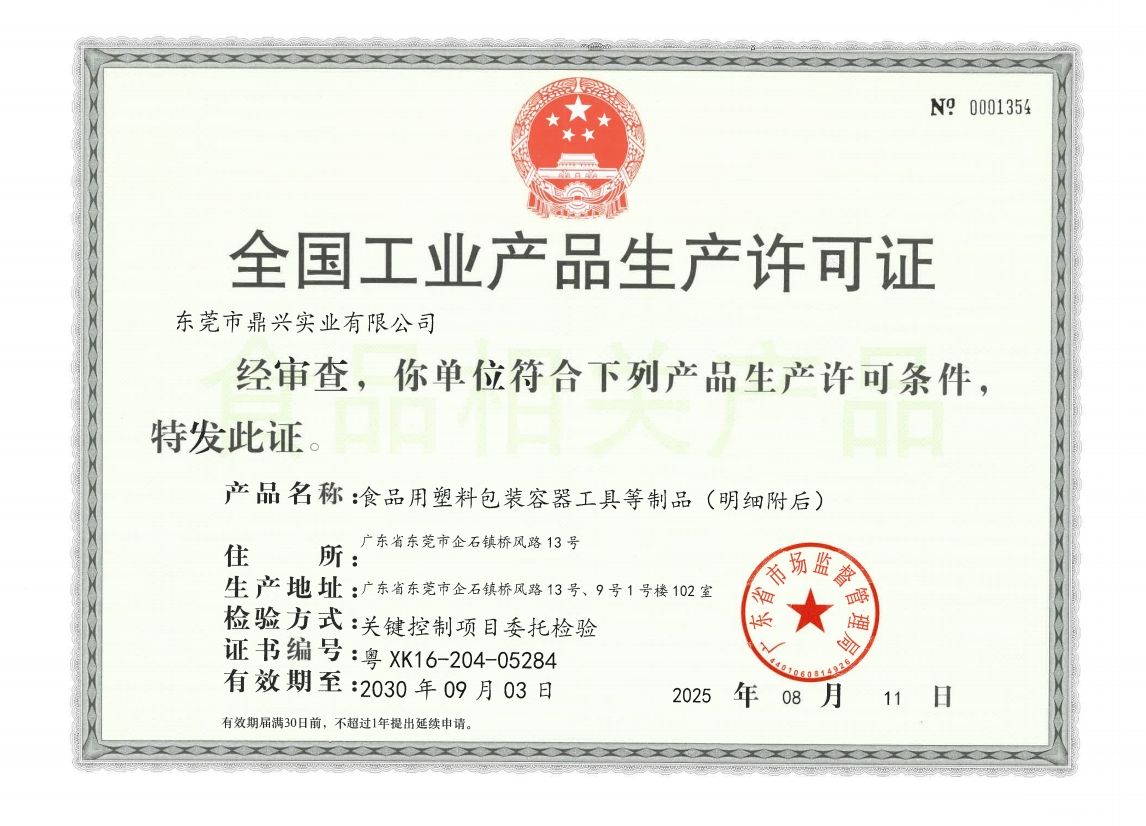 № 0001354
全国工业产品生产许可证
东莞市鼎兴实业有限公司
食品相关产品
经审查，你单位符合下列产品生产许可条件，
特发此证。
产品名称：食品用塑料包装容器工具等制品（明细附后）
住 所：广东省东莞市企石镇桥风路 13 号
生产地址：广东省东莞市企石镇桥风路 13 号、9 号 1 号楼 102 室
检验方式：关键控制项目委托检验
证书编号：粤 XK16-204-05284
有效期至：2030 年 09 月 03 日
广东省市场监督管理局
4401060814926
2025 年 08 月 11 日
有效期届满30日前，不超过1年提出延续申请。